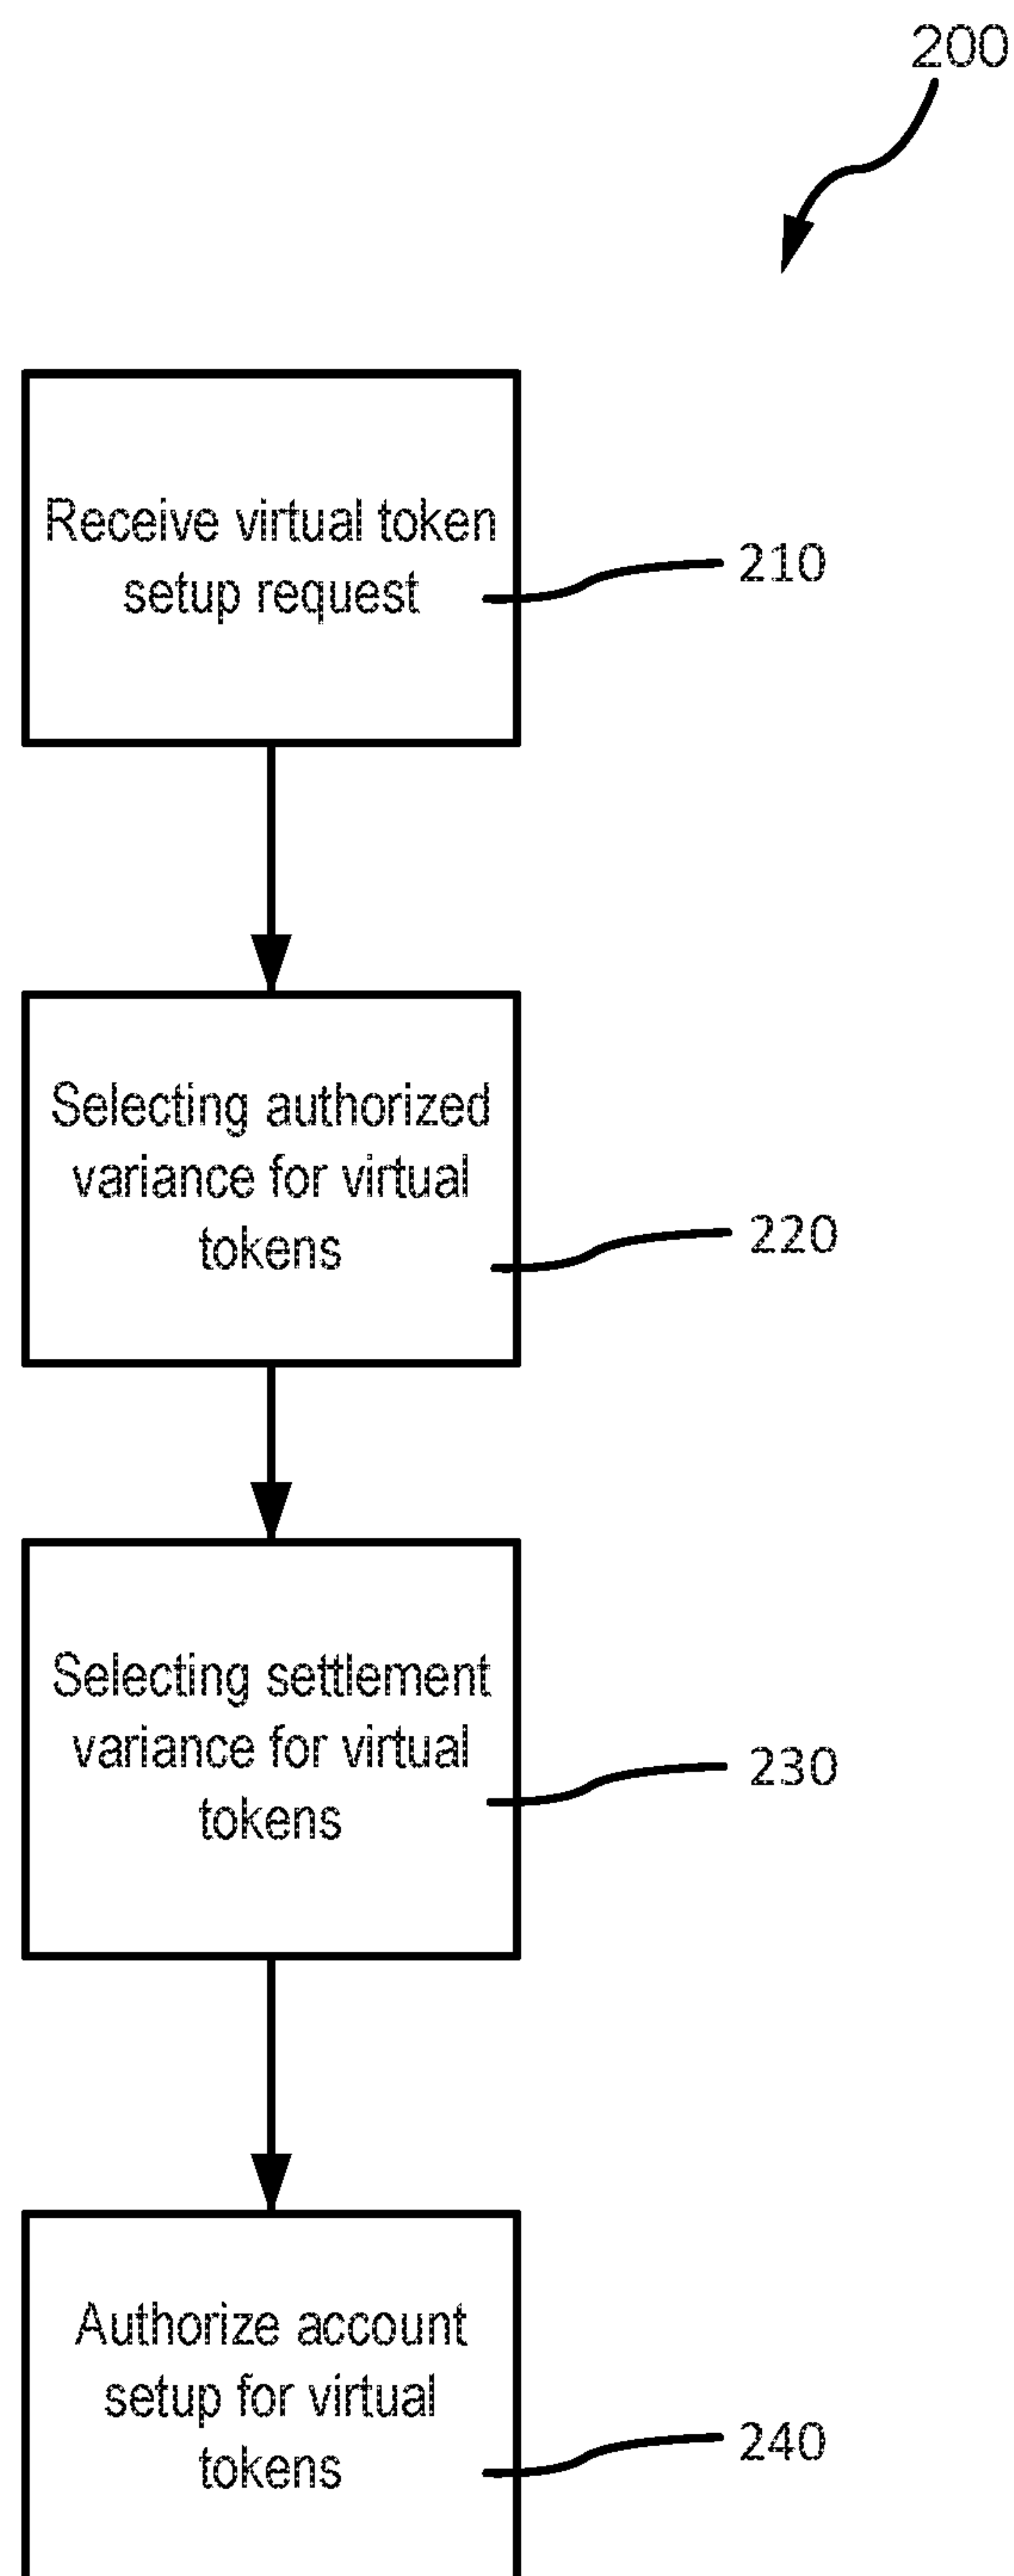 200
Receive virtual token
setup request
210
Selecting authorized
variance for virtual
tokens
220
Selecting settlement
variance for virtual
tokens
230
Authorize account
setup for virtual
tokens
240